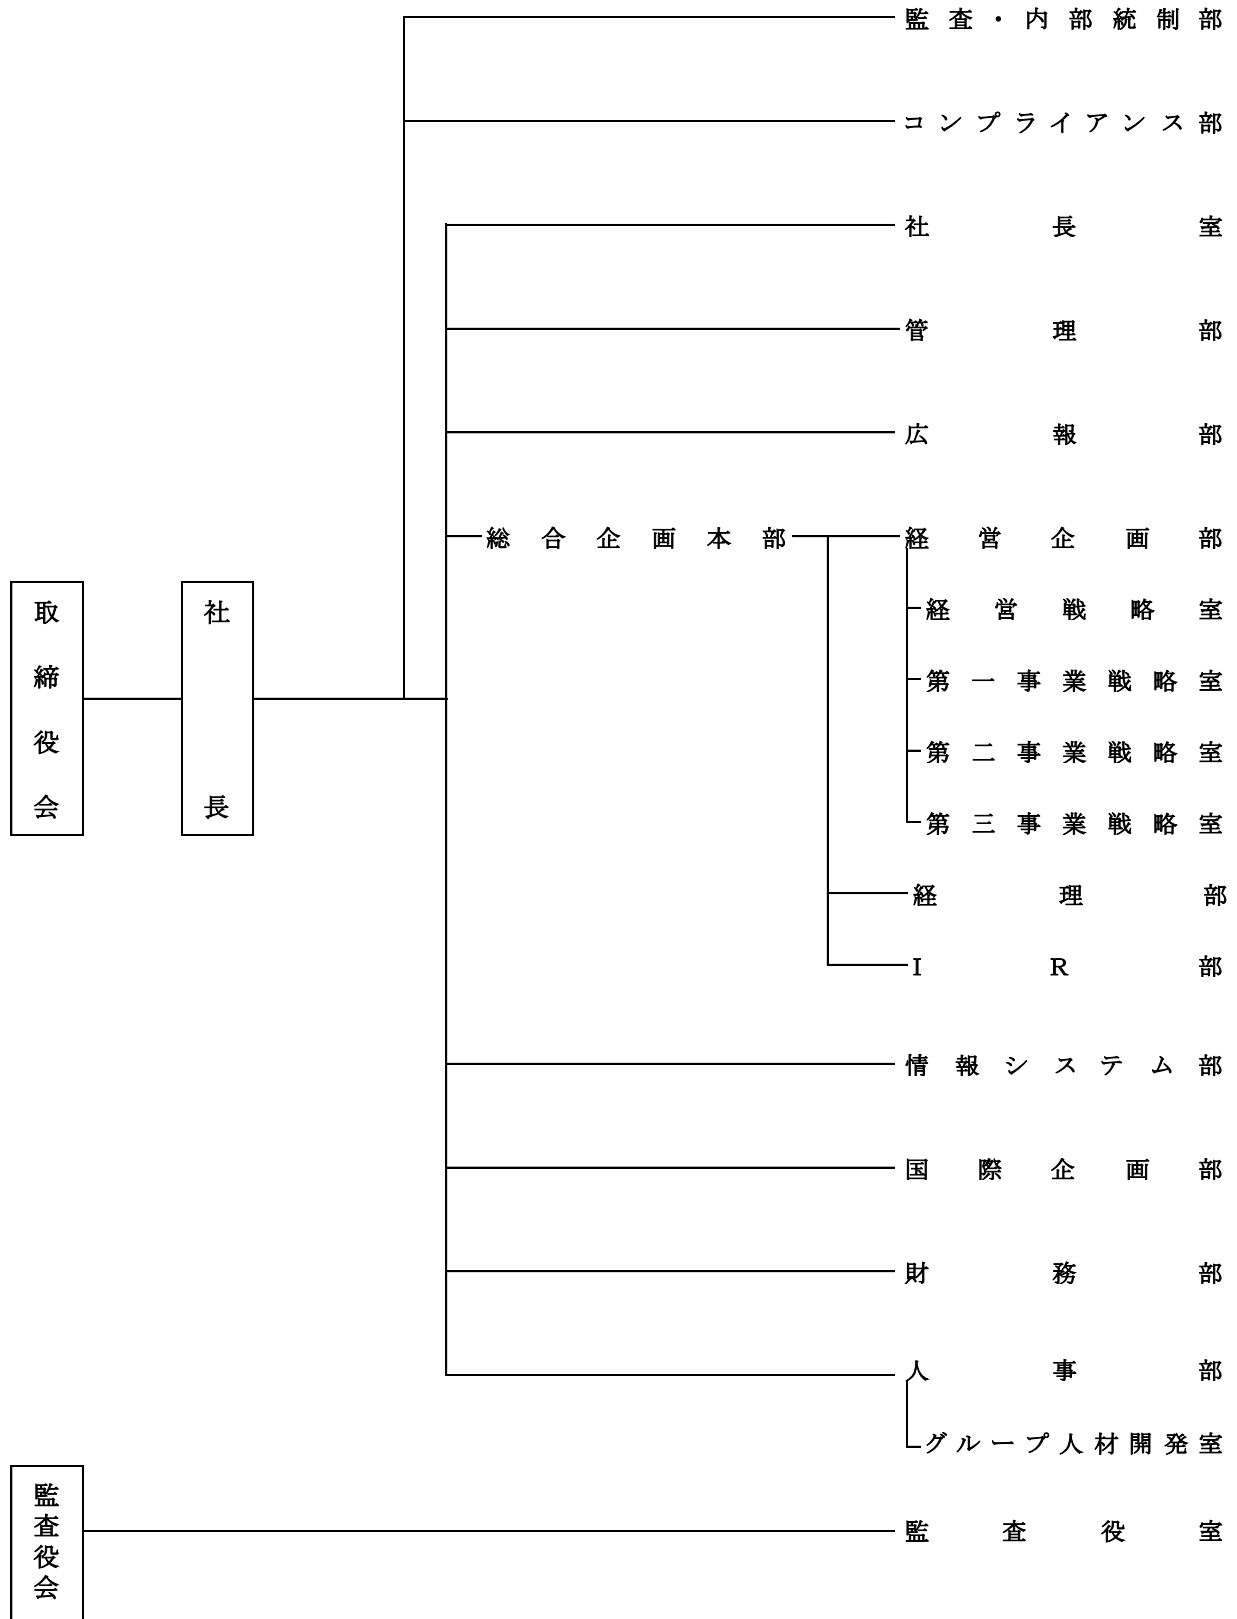 監査・内部統制部
コンプライアンス部
社長室
管理部
広報部
総合企画本部 経営企画部
取締役会
社長
経営戦略室
第一事業戦略室
第二事業戦略室
第三事業戦略室
経理部
IR部
情報システム部
国際企画部
財務部
人事部
グループ人材開発室
監査役会
監査役室